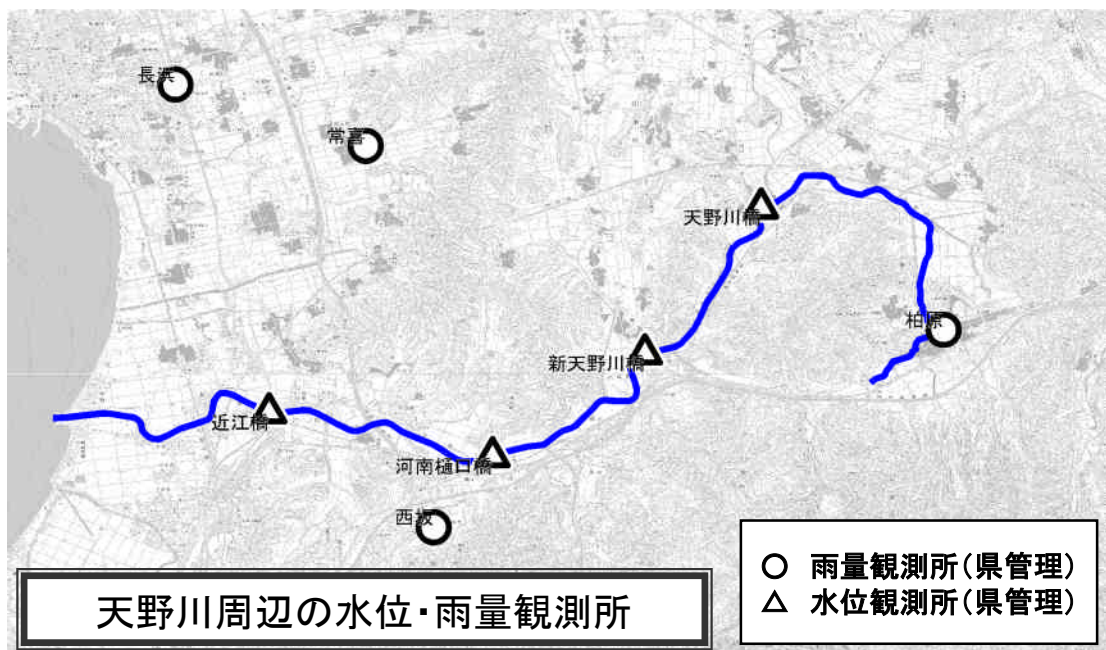 長浜
常喜
天野川橋
柏原
新天野川橋
近江橋
河南樋口橋
西坂
○ 雨量観測所(県管理)
△ 水位観測所(県管理)
天野川周辺の水位・雨量観測所